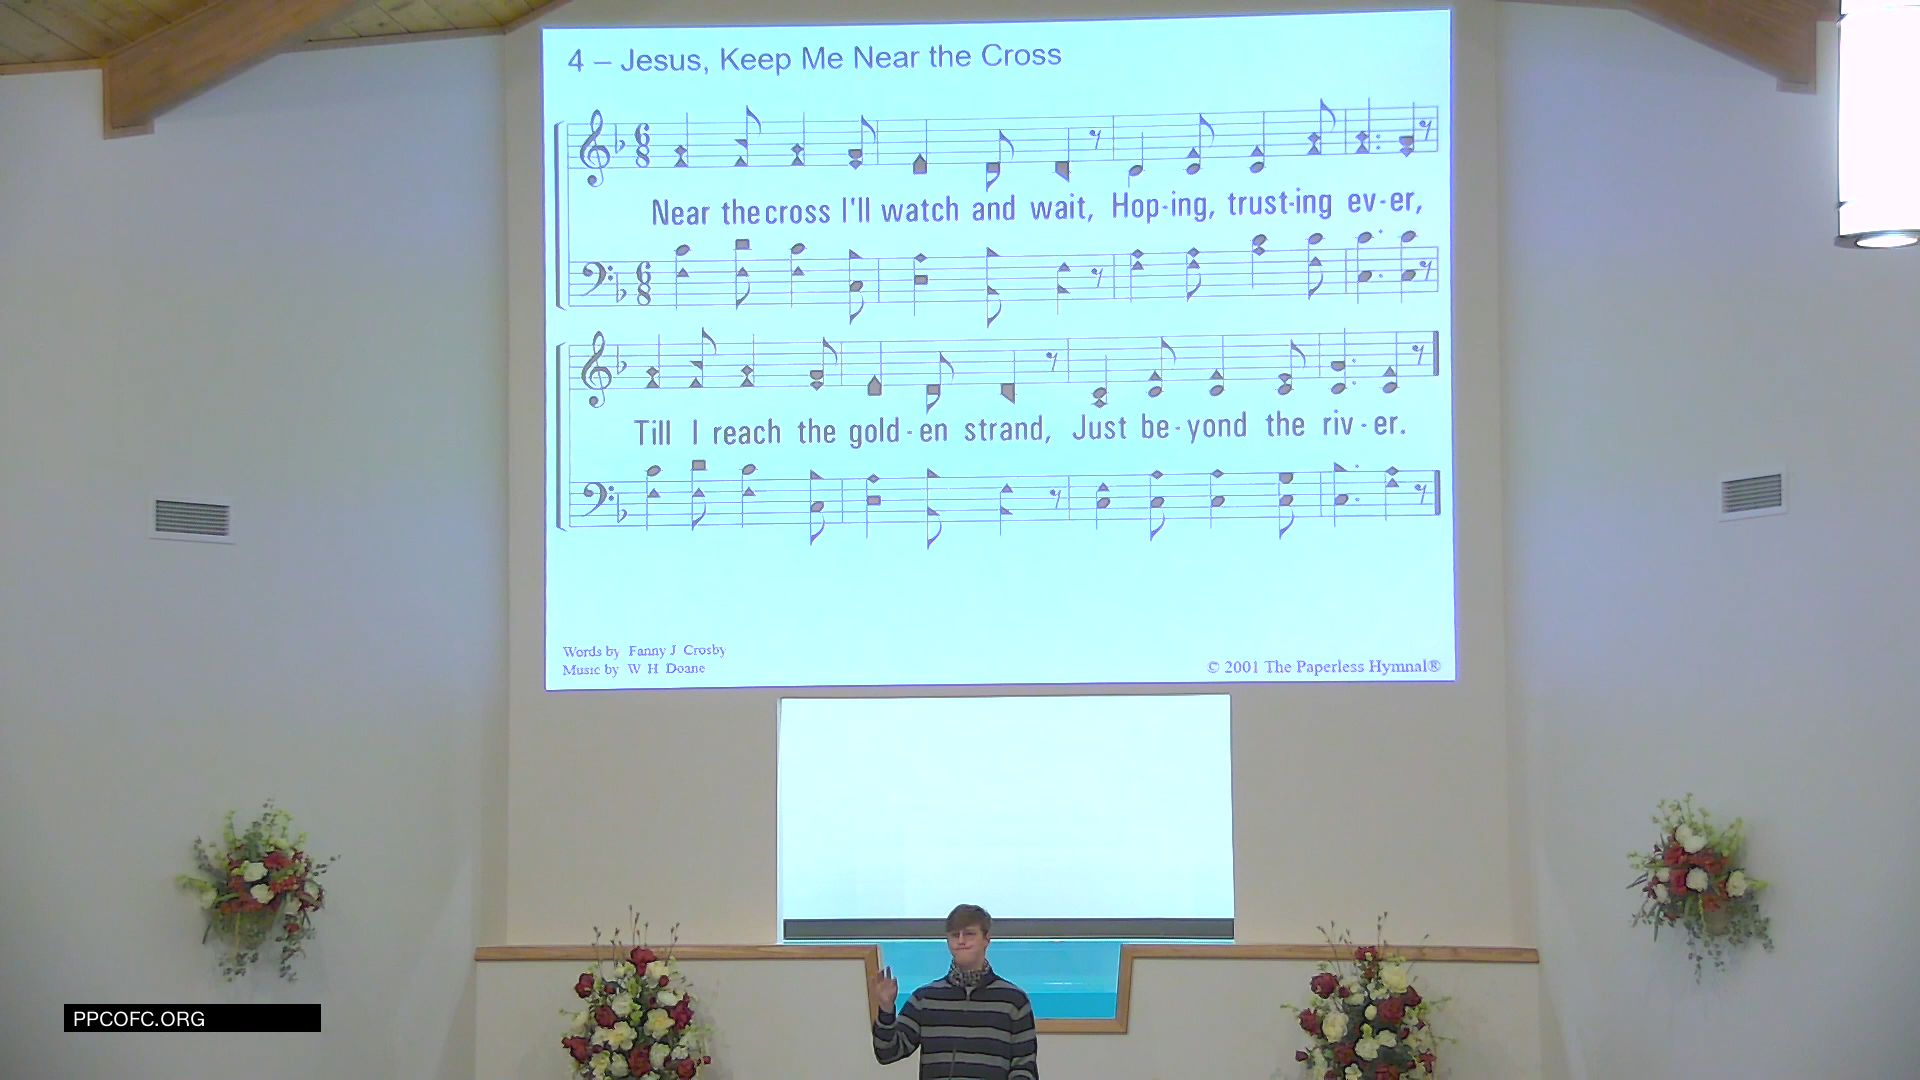 4 – Jesus, Keep Me Near the Cross
Near the cross I'll watch and wait, Hop-ing, trust-ing ev-er,
Till I reach the gold-en strand, Just be-yond the riv-er.
Words by Fanny J Crosby
Music by W H Doane
© 2001 The Paperless Hymnal®
PPCOFC.ORG